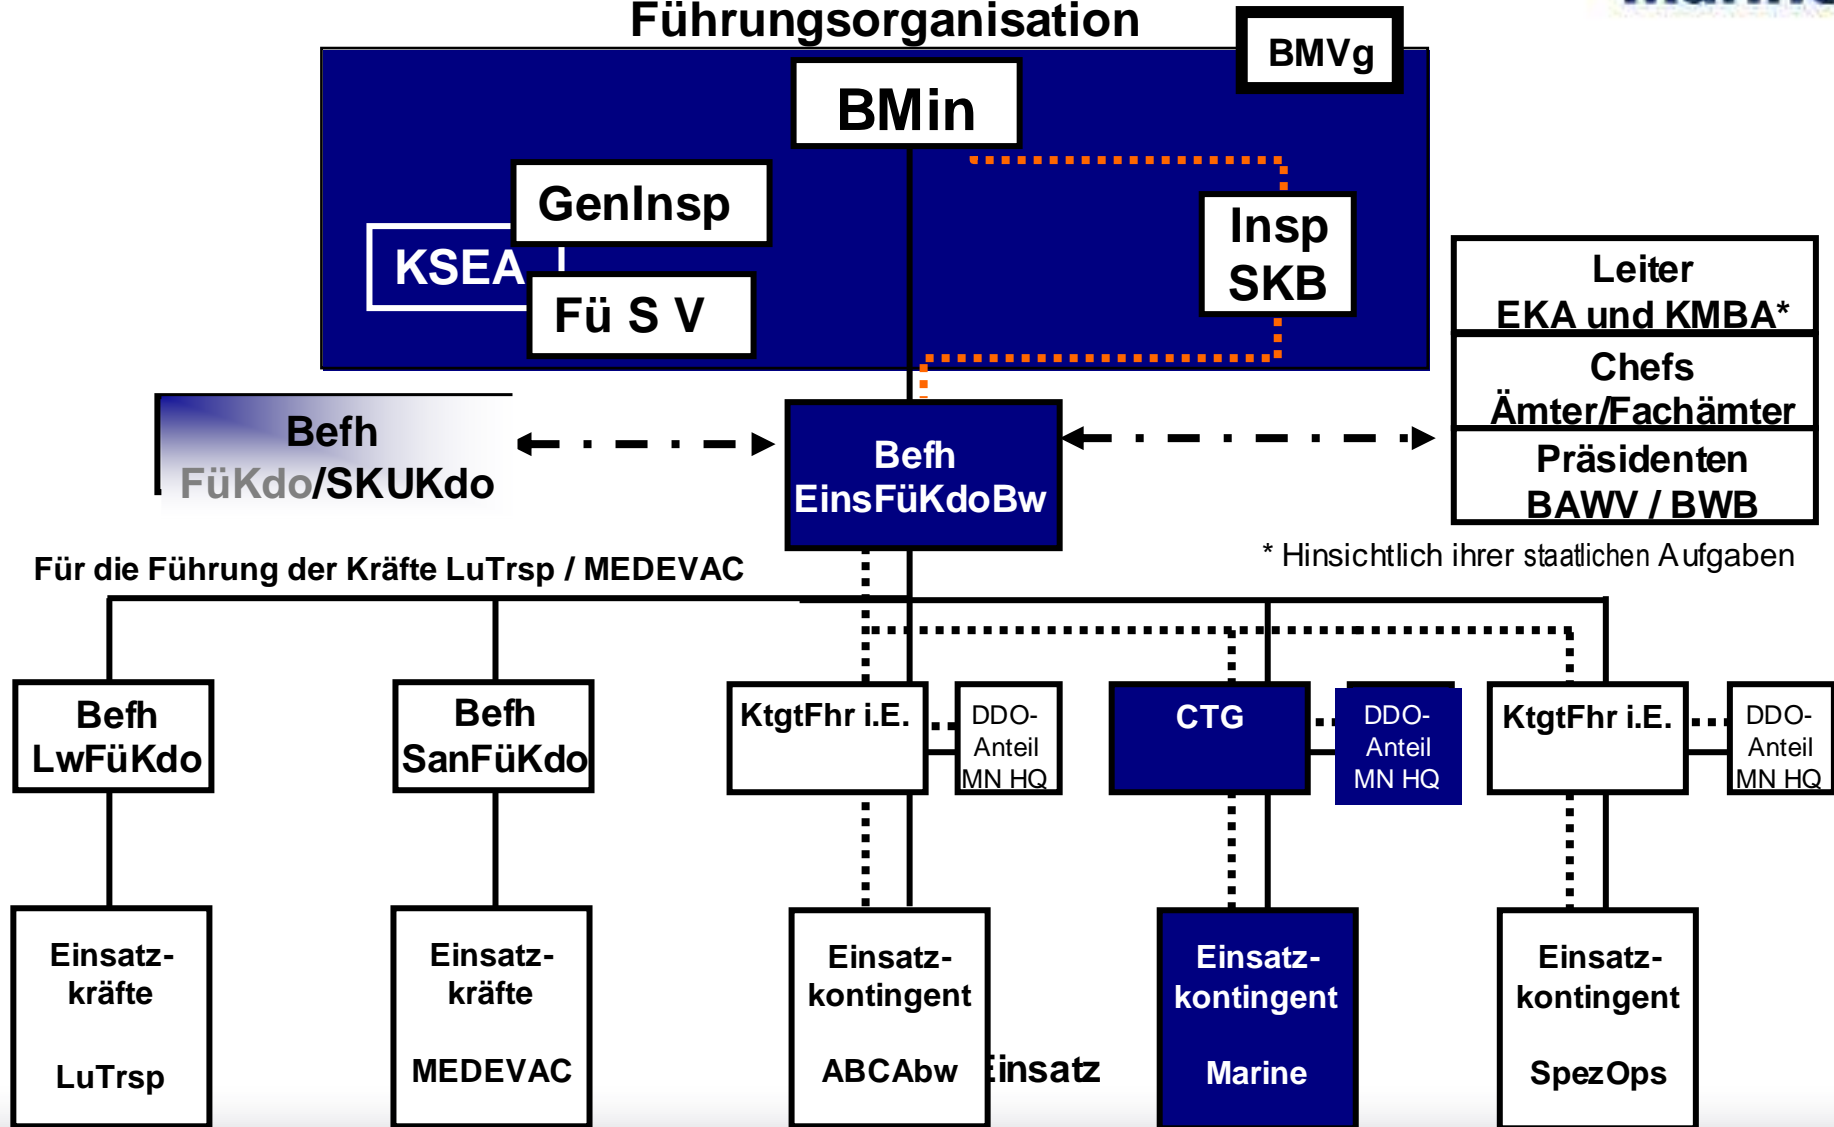 Führungsorganisation
BMVg
BMin
GenInsp
KSEA
Fü S V
Insp
SKB
Leiter
EKA und KMBA*
Chefs
Ämter/Fachämter
Präsidenten
BAWV / BWB
Befh
FüKdo/SKUKdo
Befh
EinsFüKdoBw
* Hinsichtlich ihrer staatlichen Aufgaben
Für die Führung der Kräfte LuTrsp / MEDEVAC
Befh
LwFüKdo
Befh
SanFüKdo
KtgtFhr i.E.
DDO-
Anteil
MN HQ
CTG
DDO-
Anteil
MN HQ
KtgtFhr i.E.
DDO-
Anteil
MN HQ
Einsatz-
kräfte
LuTrsp
Einsatz-
kräfte
MEDEVAC
Einsatz-
kontingent
ABCAbw
Einsatz
Einsatz-
kontingent
Marine
Einsatz-
kontingent
SpezOps